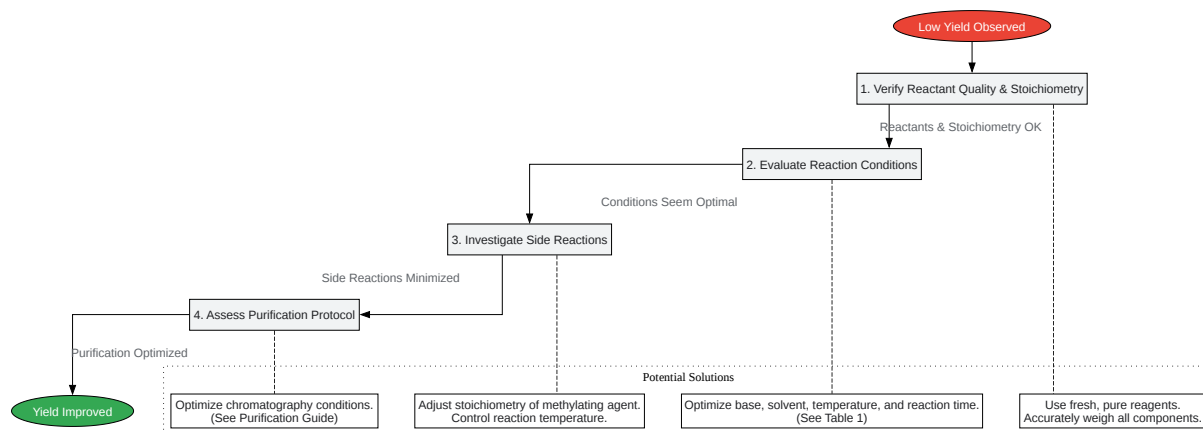 Low Yield Observed
1. Verify Reactant Quality & Stoichiometry
Reactants & Stoichiometry OK
2. Evaluate Reaction Conditions
Conditions Seem Optimal
3. Investigate Side Reactions
Side Reactions Minimized
4. Assess Purification Protocol
Purification Optimized
Yield Improved
Potential Solutions
Optimize chromatography conditions.
(See Purification Guide)
Adjust stoichiometry of methylating agent.
Control reaction temperature.
Optimize base, solvent, temperature, and reaction time.
(See Table 1)
Use fresh, pure reagents.
Accurately weigh all components.